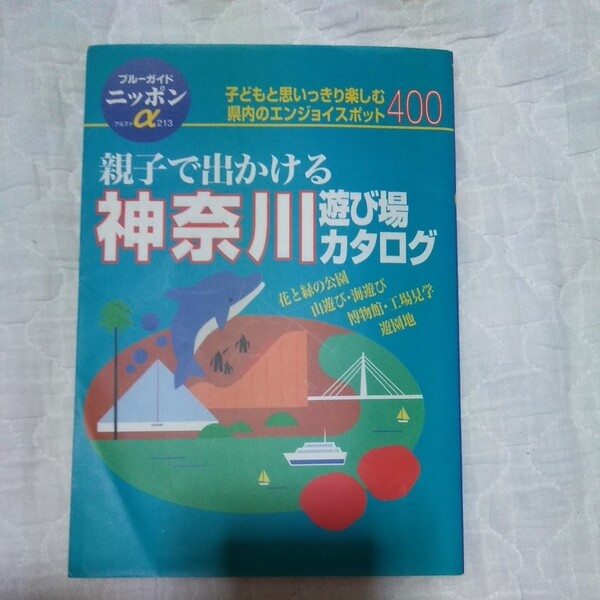 ブルーガイド
ニッポン
アルファ α 213
子どもと思いっきり楽しむ
県内のエンジョイスポット400
親子で出かける
神奈川遊び場
カタログ
花と緑の公園
山遊び・海遊び
博物館・工場見学
遊園地